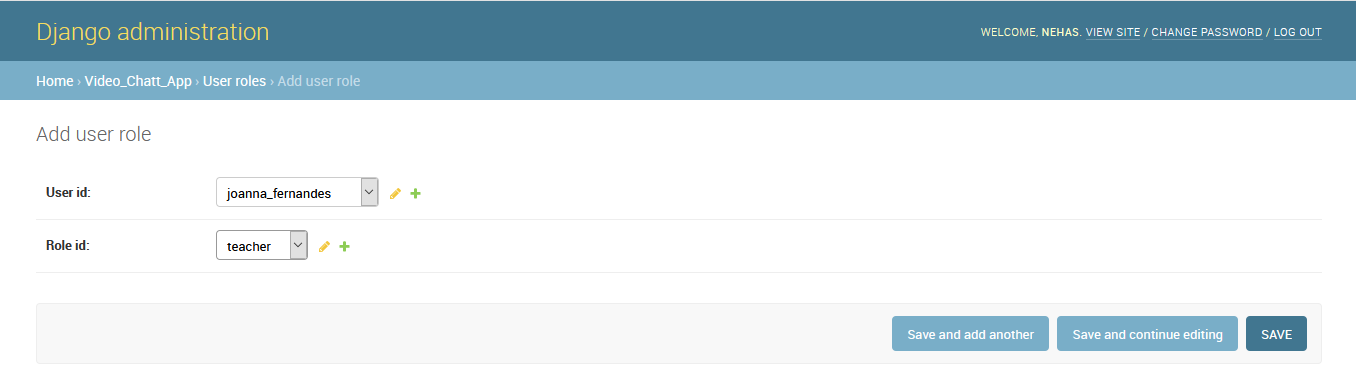 Django administration
WELCOME, NEHAS. VIEW SITE / CHANGE PASSWORD / LOG OUT
Home › Video_Chatt_App › User roles › Add user role
Add user role
User id: joanna_fernandes
Role id: teacher
Save and add another Save and continue editing SAVE